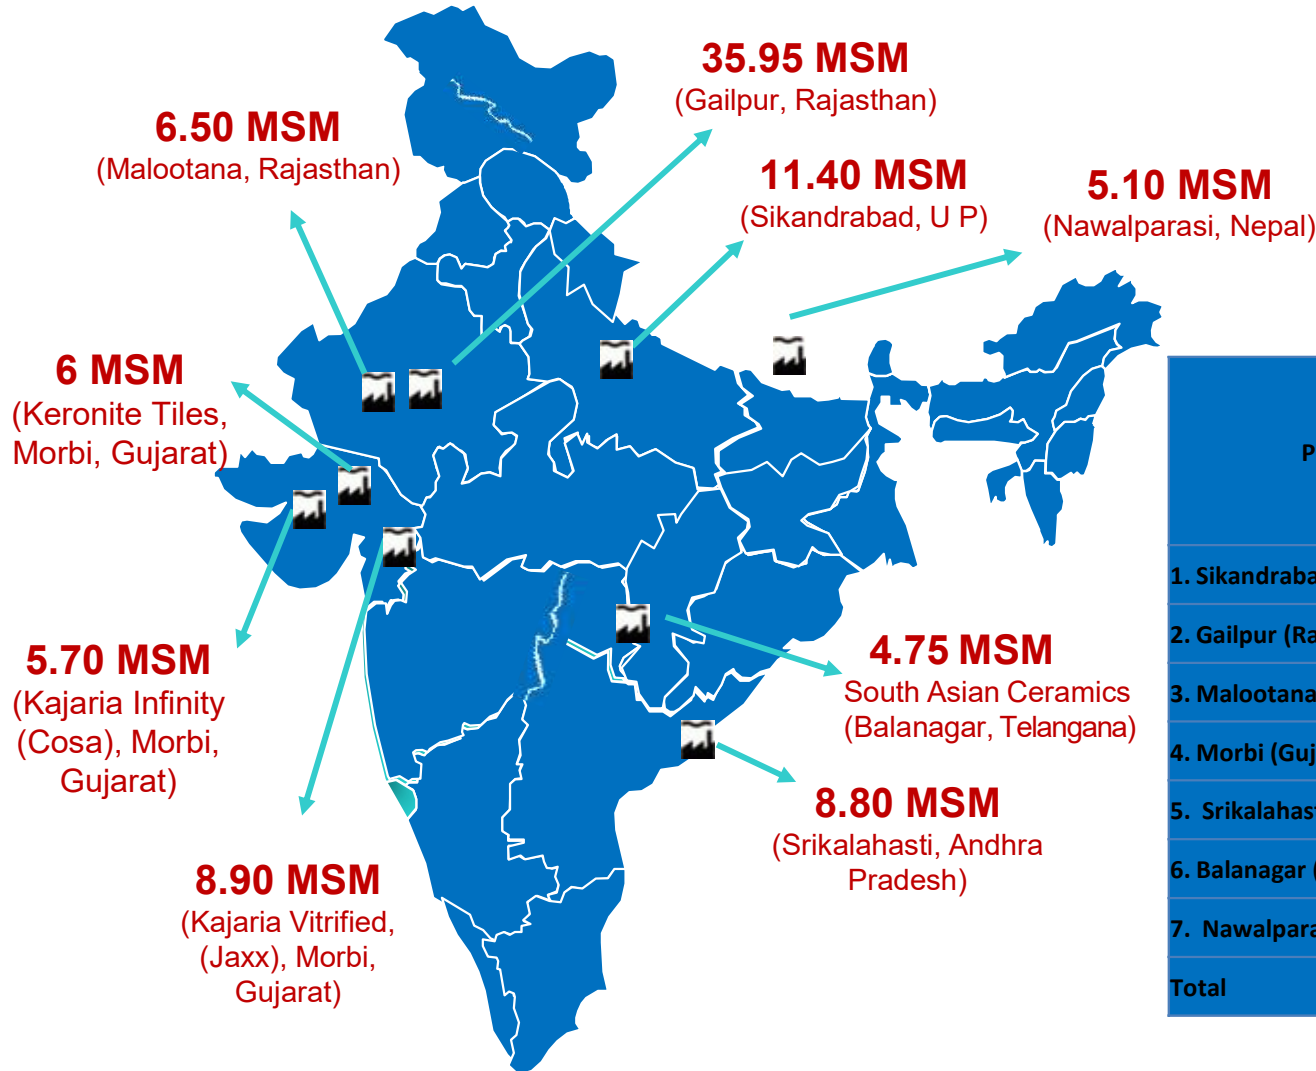 35.95 MSM
(Gailpur, Rajasthan)
6.50 MSM
(Malootana, Rajasthan)
11.40 MSM
(Sikandrabad, U P)
5.10 MSM
(Nawalparasi, Nepal)
6 MSM
(Keronite Tiles,
Morbi, Gujarat)
5.70 MSM
(Kajaria Infinity
(Cosa), Morbi,
Gujarat)
4.75 MSM
South Asian Ceramics
(Balanagar, Telangana)
8.80 MSM
(Srikalahasti, Andhra
Pradesh)
8.90 MSM
(Kajaria Vitrified,
(Jaxx), Morbi,
Gujarat)
P
1. Sikandraba
2. Gailpur (Ra
3. Malootana
4. Morbi (Guj
5. Srikalahast
6. Balanagar (
7. Nawalpara
Total